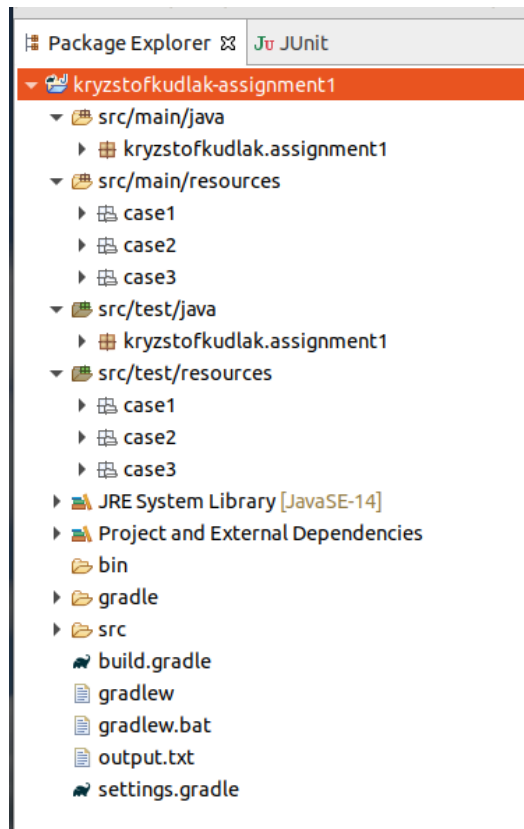 Package Explorer JU JUnit
kryzstofkudlak-assignment1
src/main/java
kryzstofkudlak.assignment1
src/main/resources
case1
case2
case3
src/test/java
kryzstofkudlak.assignment1
src/test/resources
case1
case2
case3
JRE System Library [JavaSE-14]
Project and External Dependencies
bin
gradle
src
build.gradle
gradlew
gradlew.bat
output.txt
settings.gradle